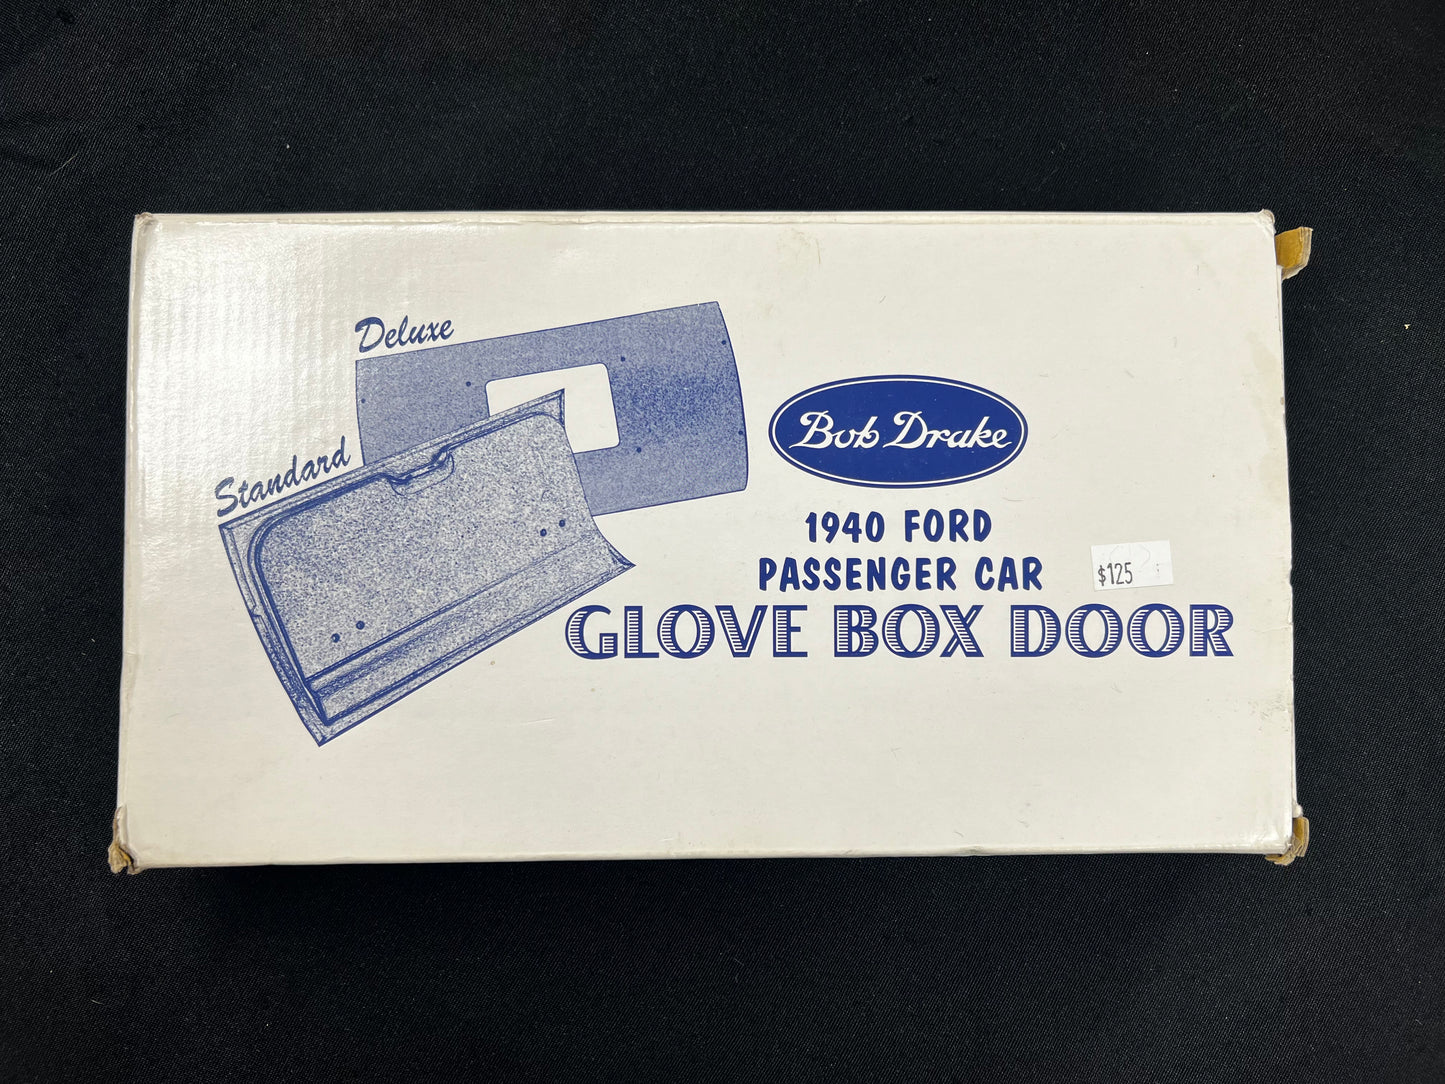 Deluxe
Standard
Bob Drake
1940 FORD
PASSENGER CAR
$125
GLOVE BOX DOOR